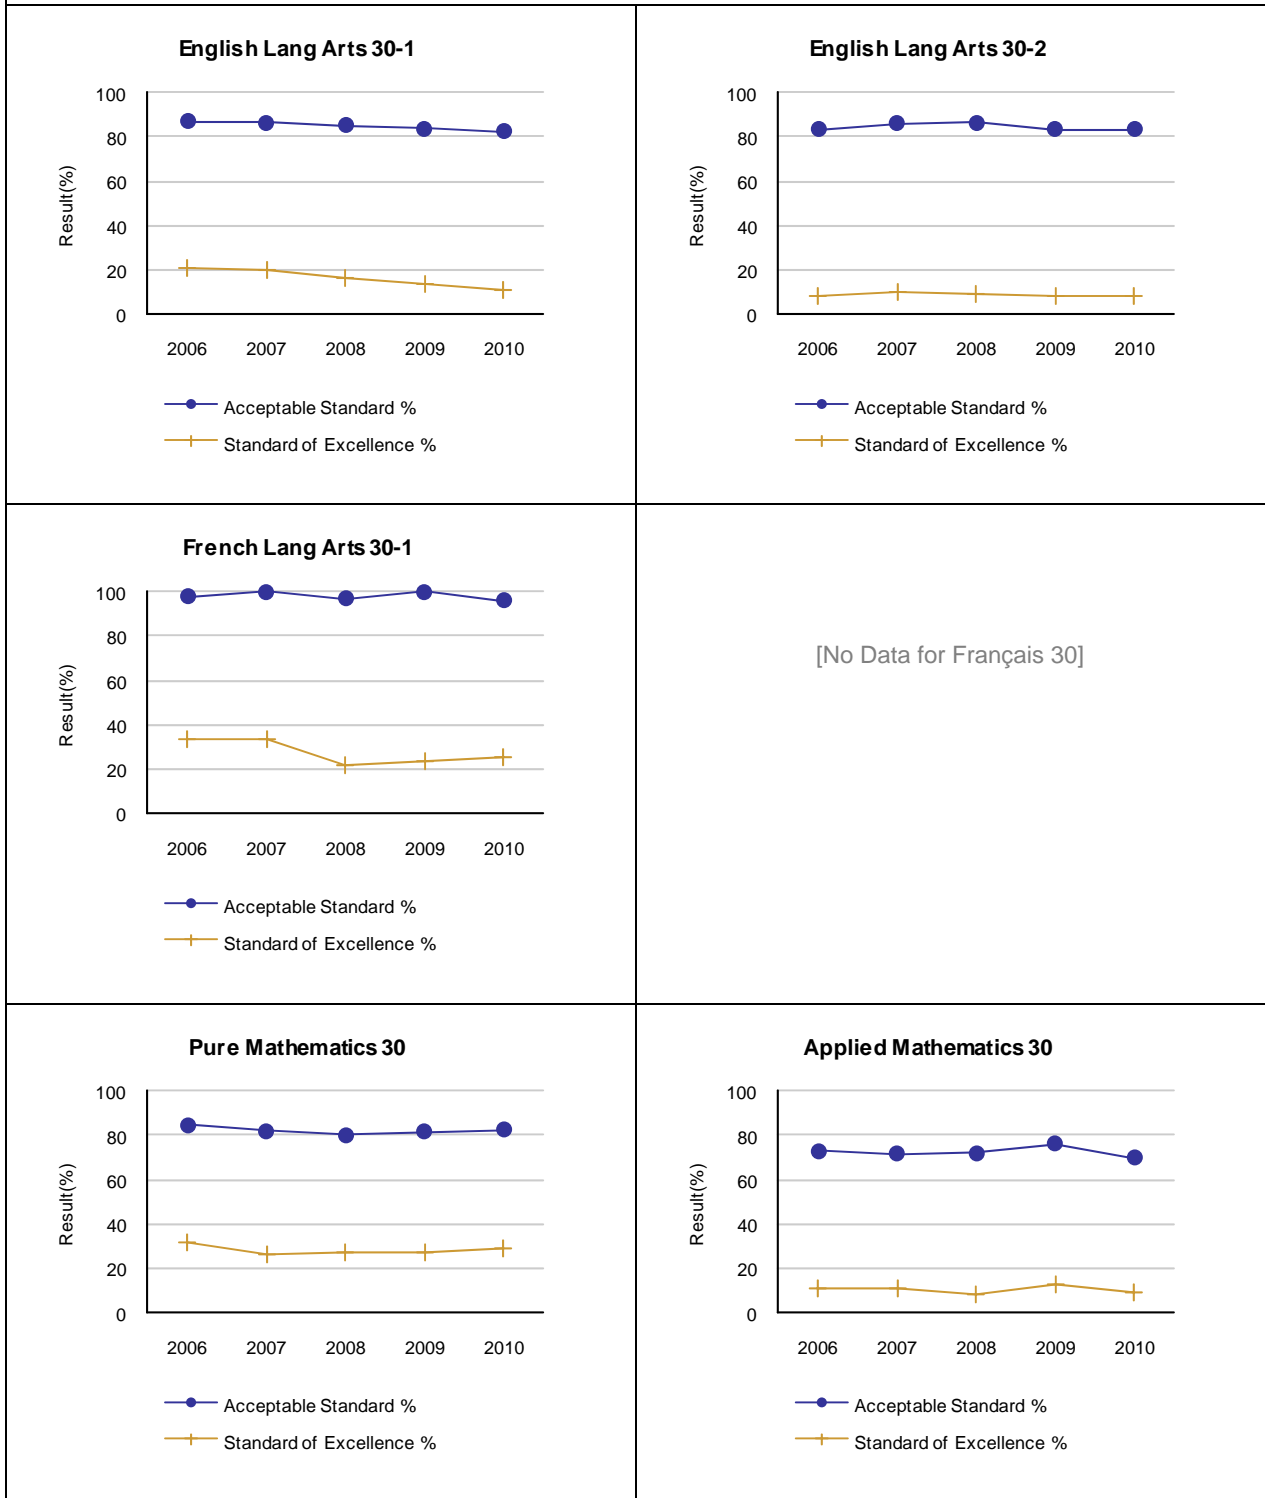 English Lang Arts 30-1
100
80
60
40
20
0
Result(%)
2006 2007 2008 2009 2010
Acceptable Standard %
Standard of Excellence %
English Lang Arts 30-2
100
80
60
40
20
0
Result(%)
2006 2007 2008 2009 2010
Acceptable Standard %
Standard of Excellence %
French Lang Arts 30-1
100
80
60
40
20
0
Result(%)
2006 2007 2008 2009 2010
Acceptable Standard %
Standard of Excellence %
[No Data for Français 30]
Pure Mathematics 30
100
80
60
40
20
0
Result(%)
2006 2007 2008 2009 2010
Acceptable Standard %
Standard of Excellence %
Applied Mathematics 30
100
80
60
40
20
0
Result(%)
2006 2007 2008 2009 2010
Acceptable Standard %
Standard of Excellence %